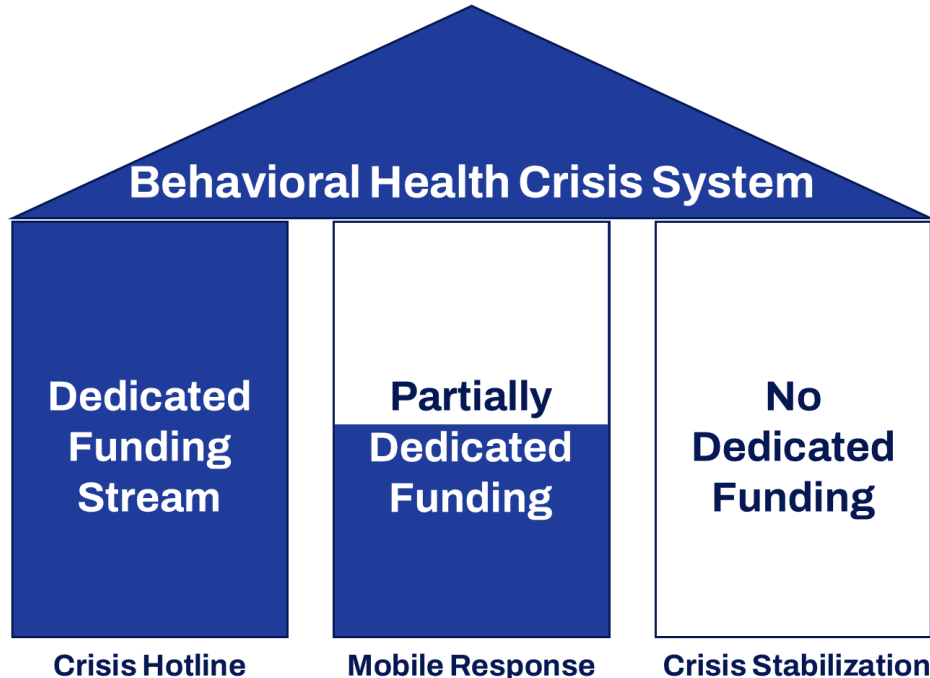 Behavioral Health Crisis System
Dedicated
Funding
Stream
Partially
Dedicated
Funding
No
Dedicated
Funding
Crisis Hotline
Mobile Response
Crisis Stabilization